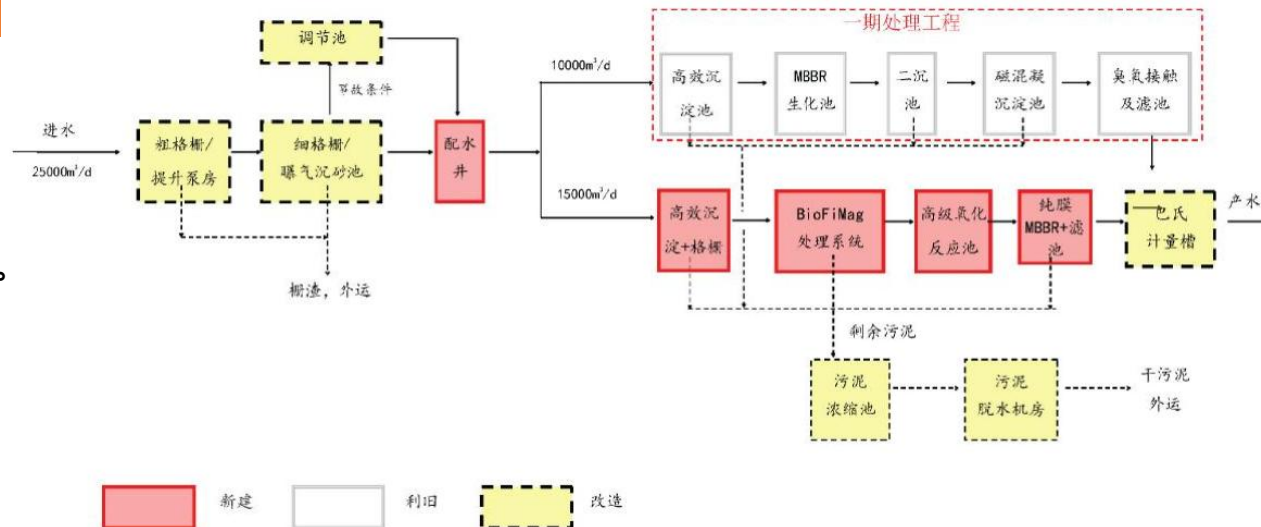 一期处理工程
调节池
事故条件
10000m³/d
高效沉
淀池
MBBR
生化池
二沉
池
磁混凝
沉淀池
臭氧接触
及滤池
进水
25000m³/d
粗格栅/
提升泵房
细格栅/
曝气沉砂池
配水
井
15000m³/d
高效沉
淀+格栅
BioFiMag
处理系统
高级氧化
反应池
纯膜
MBBR+滤
池
巴氏
计量槽
产水
。
栅渣，外运
剩余污泥
污泥
浓缩池
污泥
脱水机房
干污泥
外运
新建
利旧
改造